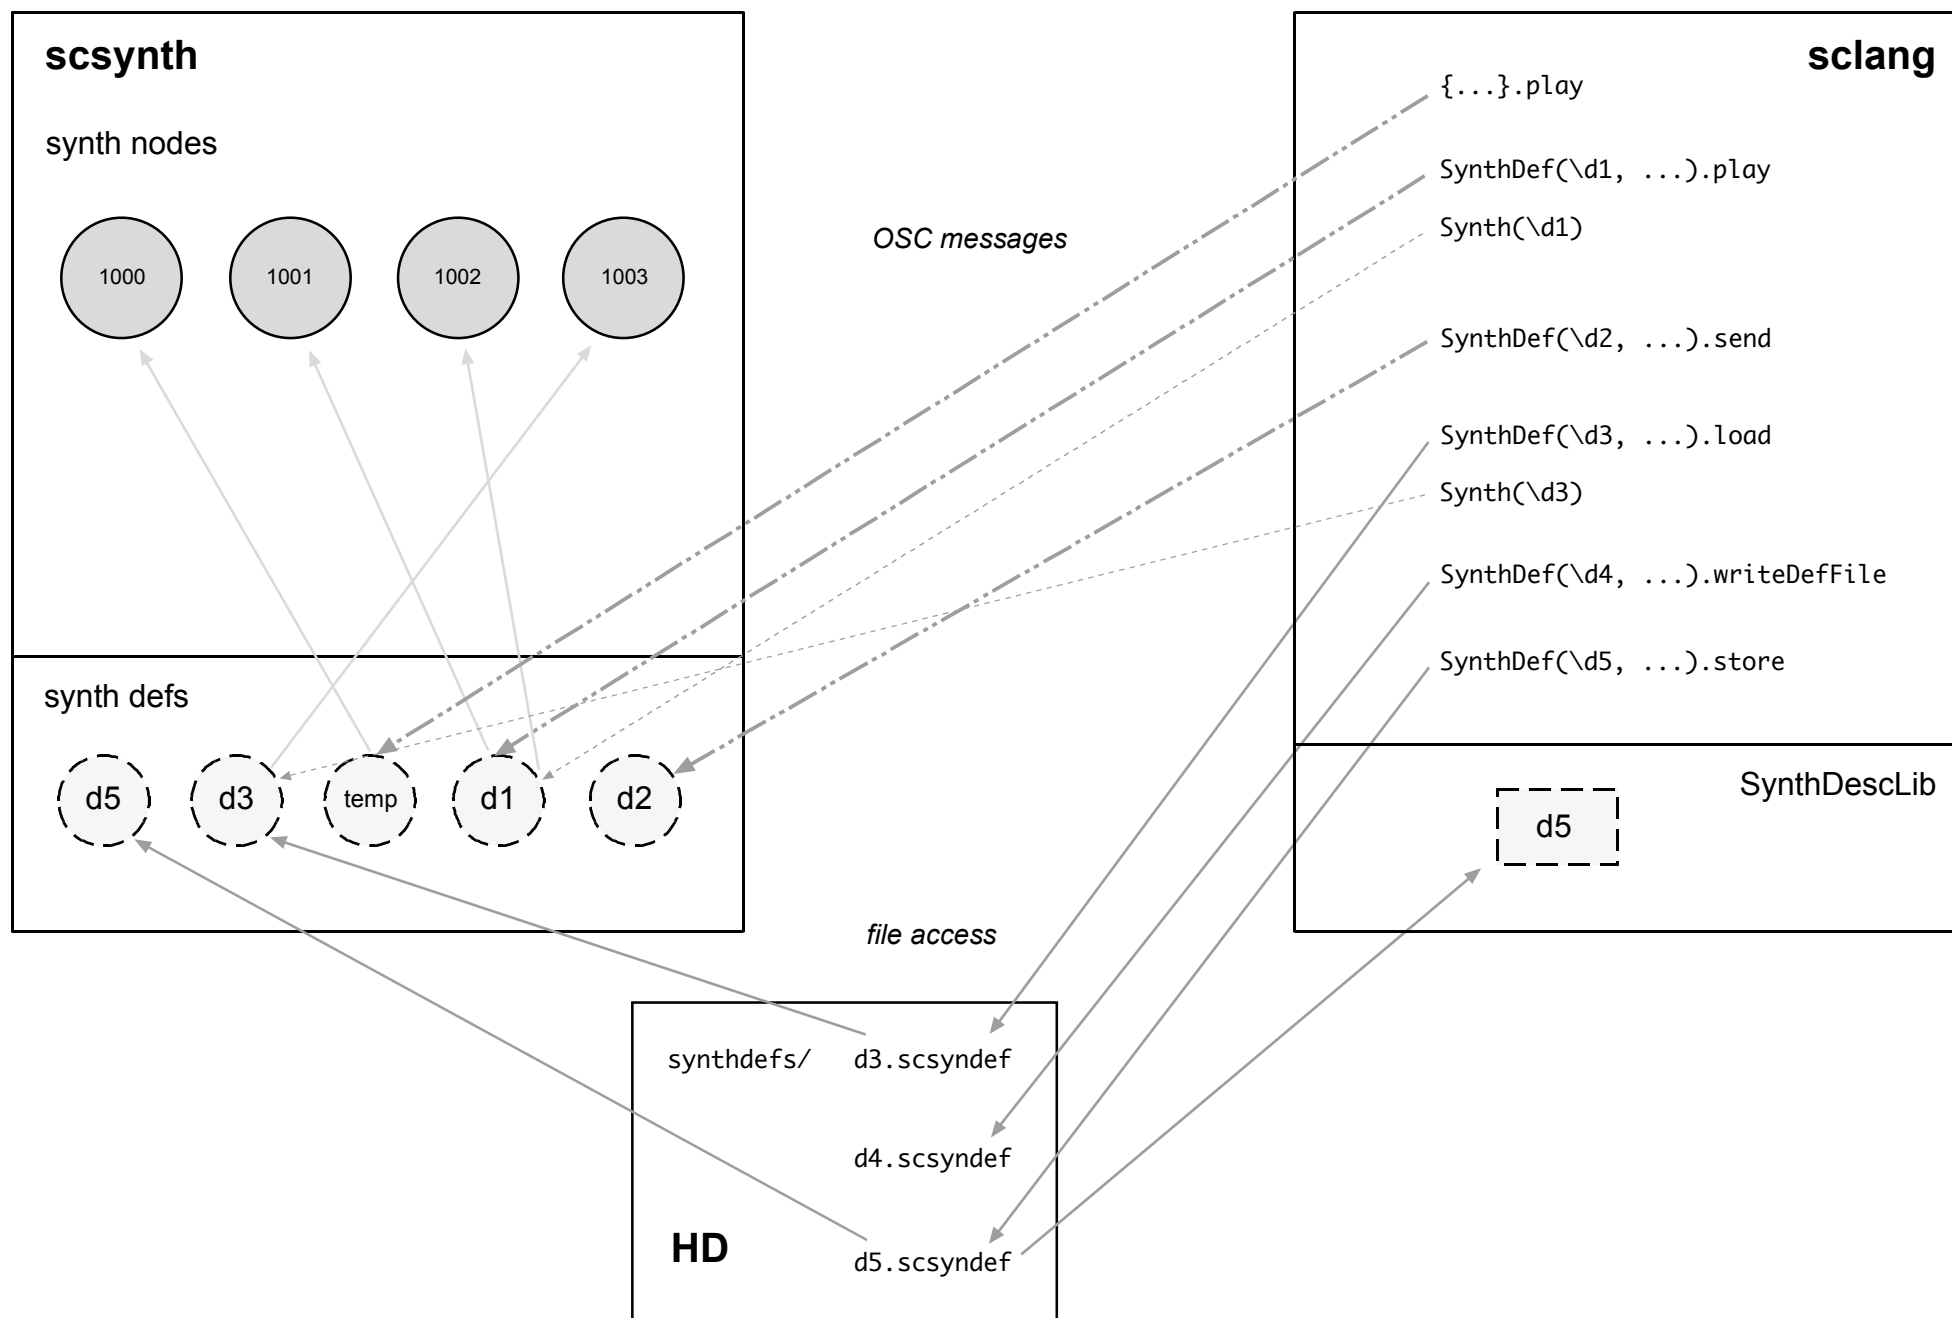 scsynth
synth nodes
1000
1001
1002
1003
synth defs
d5
d3
temp
d1
d2
OSC messages
sclang
{...}.play
SynthDef(\d1, ...).play
Synth(\d1)
SynthDef(\d2, ...).send
SynthDef(\d3, ...).load
Synth(\d3)
SynthDef(\d4, ...).writeDefFile
SynthDef(\d5, ...).store
SynthDescLib
d5
file access
synthdefs/
d3.scsyndef
d4.scsyndef
d5.scsyndef
HD